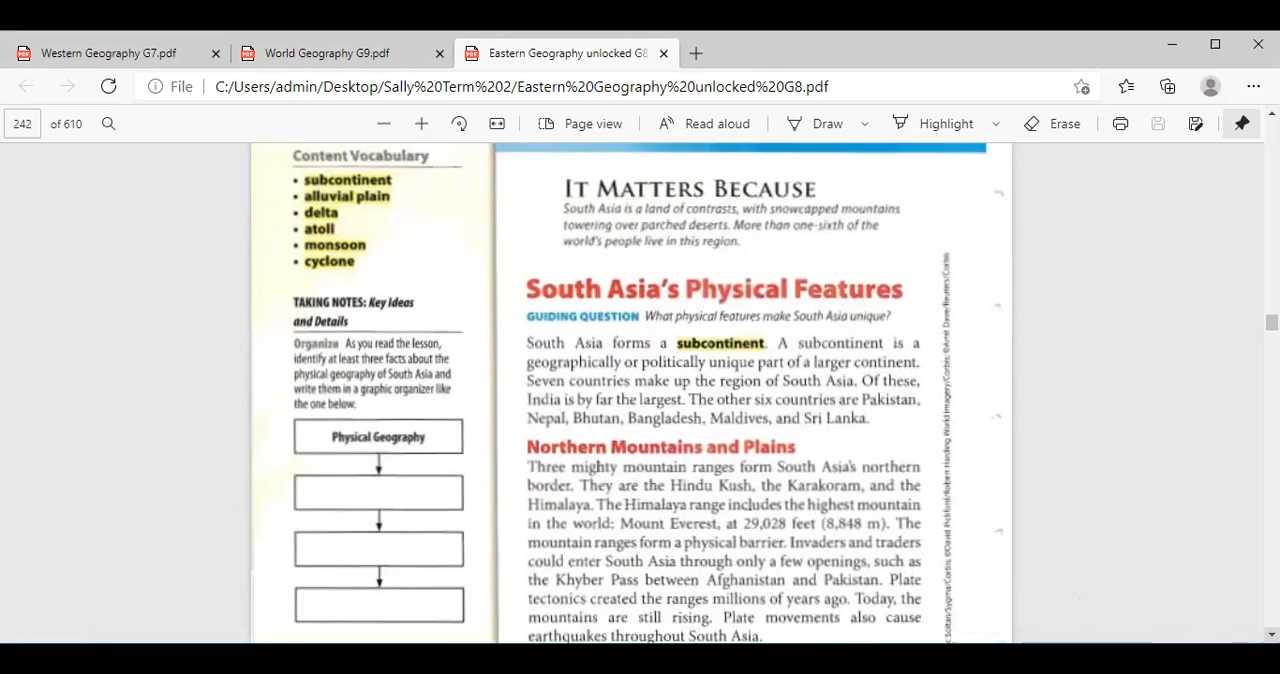 Western Geography G7.pdf
World Geography G9.pdf
Eastern Geography unlocked G8
File
C:/Users/admin/Desktop/Sally%20Term%202/Eastern%20Geography%20unlocked%20G8.pdf
242 of 610
Page view
Read aloud
Draw
Highlight
Erase
Content Vocabulary
• subcontinent
• alluvial plain
• delta
• atoll
• monsoon
• cyclone
TAKING NOTES: Key Ideas
and Details
Organize As you read the lesson,
identify at least three facts about the
physical geography of South Asia and
write them in a graphic organizer like
the one below.
Physical Geography
IT MATTERS BECAUSE
South Asia is a land of contrasts, with snowcapped mountains
towering over parched deserts. More than one-sixth of the
world's people live in this region.
South Asia's Physical Features
GUIDING QUESTION What physical features make South Asia unique?
South Asia forms a subcontinent. A subcontinent is a
geographically or politically unique part of a larger continent.
Seven countries make up the region of South Asia. Of these,
India is by far the largest. The other six countries are Pakistan,
Nepal, Bhutan, Bangladesh, Maldives, and Sri Lanka.
Northern Mountains and Plains
Three mighty mountain ranges form South Asia's northern
border. They are the Hindu Kush, the Karakoram, and the
Himalaya. The Himalaya range includes the highest mountain
in the world: Mount Everest, at 29,028 feet (8,848 m). The
mountain ranges form a physical barrier. Invaders and traders
could enter South Asia through only a few openings, such as
the Khyber Pass between Afghanistan and Pakistan. Plate
tectonics created the ranges millions of years ago. Today, the
mountains are still rising. Plate movements also cause
earthquakes throughout South Asia.